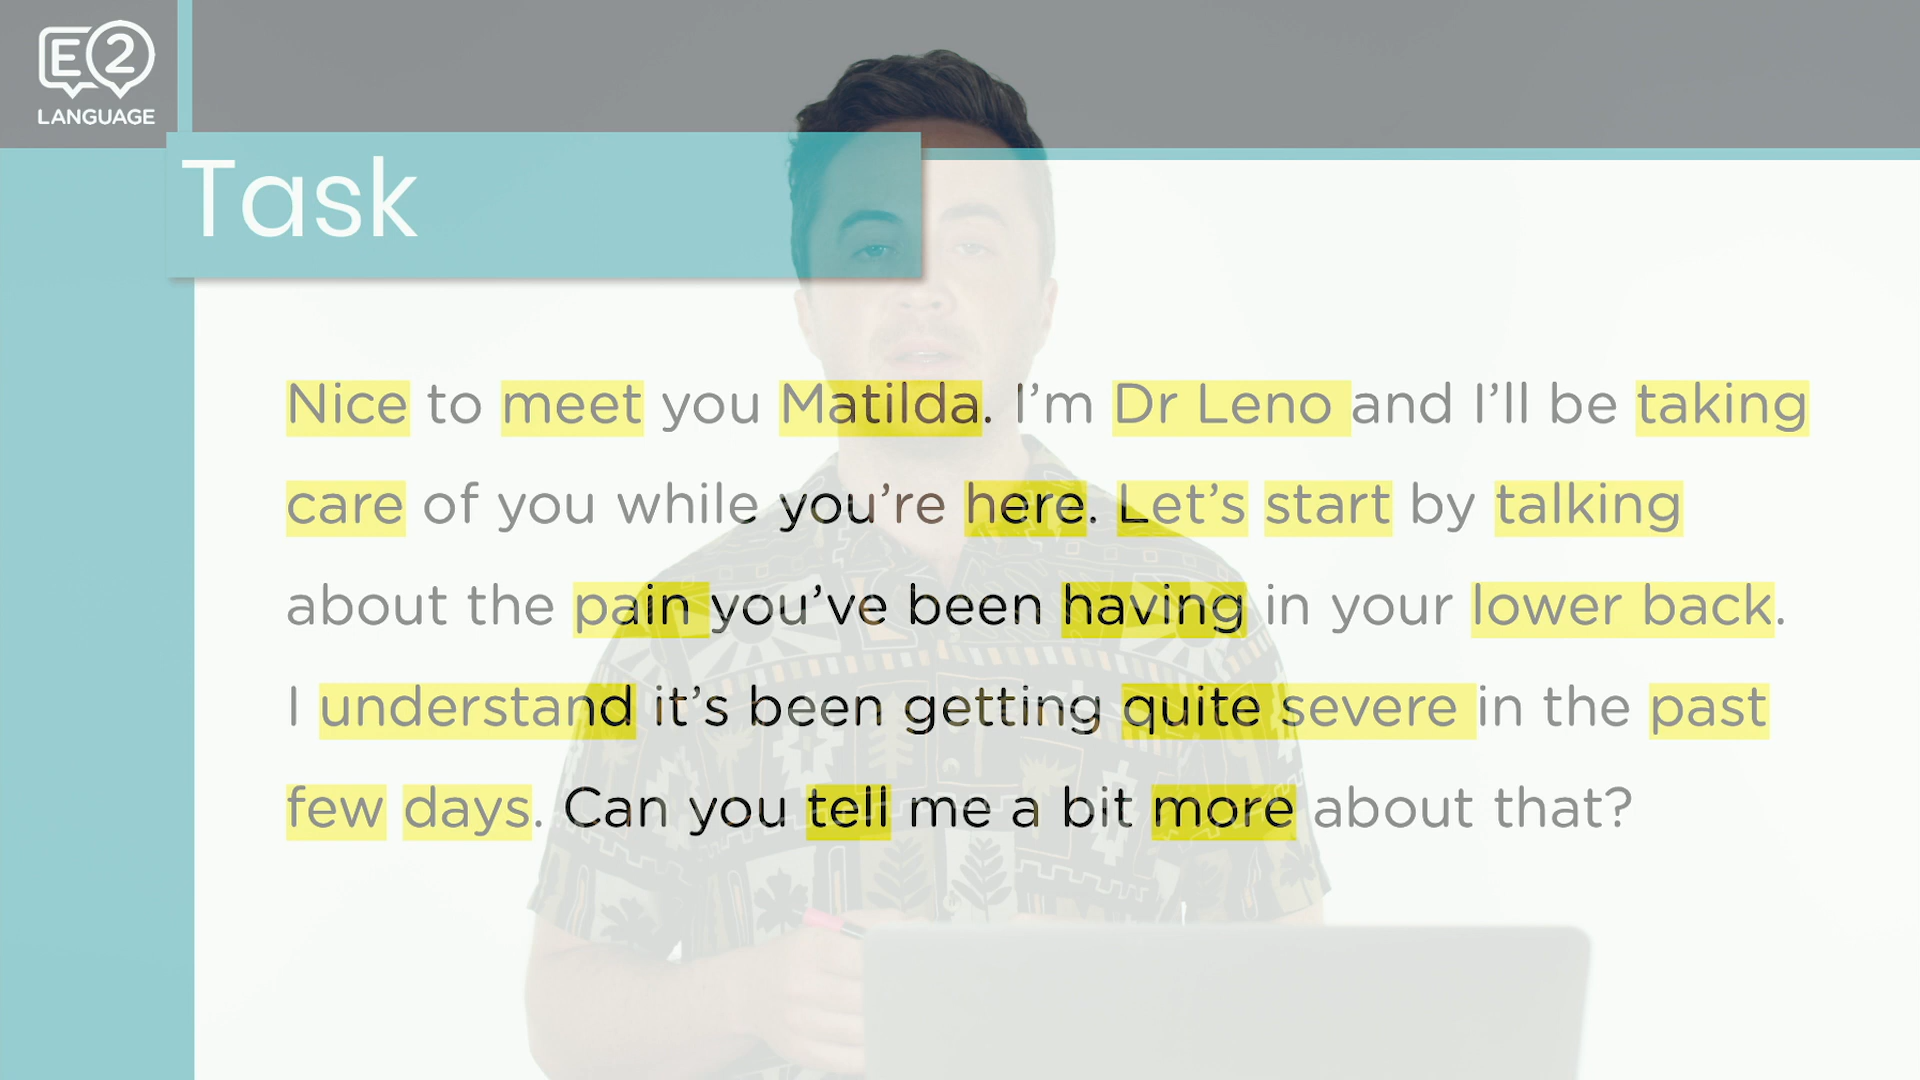 E2
LANGUAGE
Task
Nice to meet you Matilda. I'm Dr Leno and I'll be taking
care of you while you're here. Let's start by talking
about the pain you've been having in your lower back.
I understand it's been getting quite severe in the past
few days. Can you tell me a bit more about that?